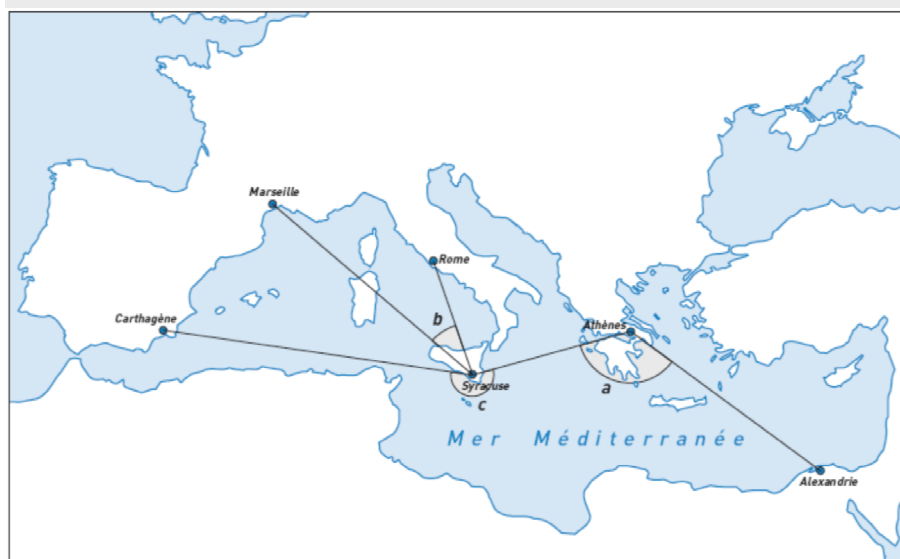 Marseille
Rome
Carthagène
b
Athènes
Syracuse
a
c
Mer Méditerranée
Alexandrie